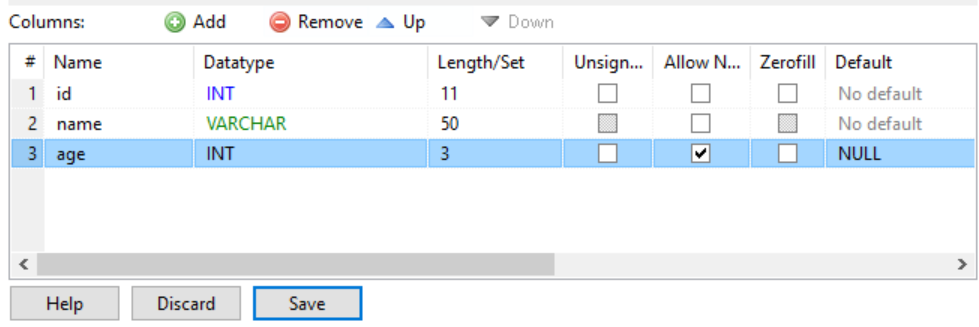 Columns: Add Remove Up Down
# Name Datatype Length/Set Unsign... Allow N... Zerofill Default
1 id INT 11 No default
2 name VARCHAR 50 No default
3 age INT 3 NULL
Help Discard Save